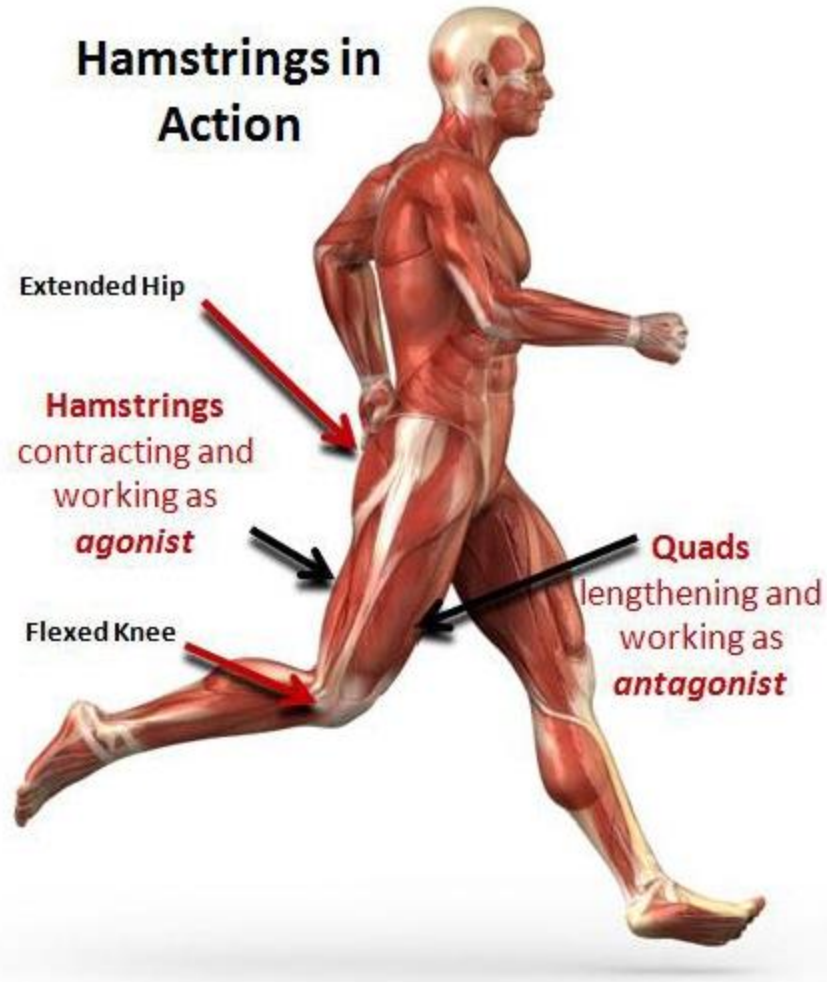 Hamstrings in
Action
Extended Hip
Hamstrings
contracting and
working as
agonist
Quads
lengthening and
working as
antagonist
Flexed Knee